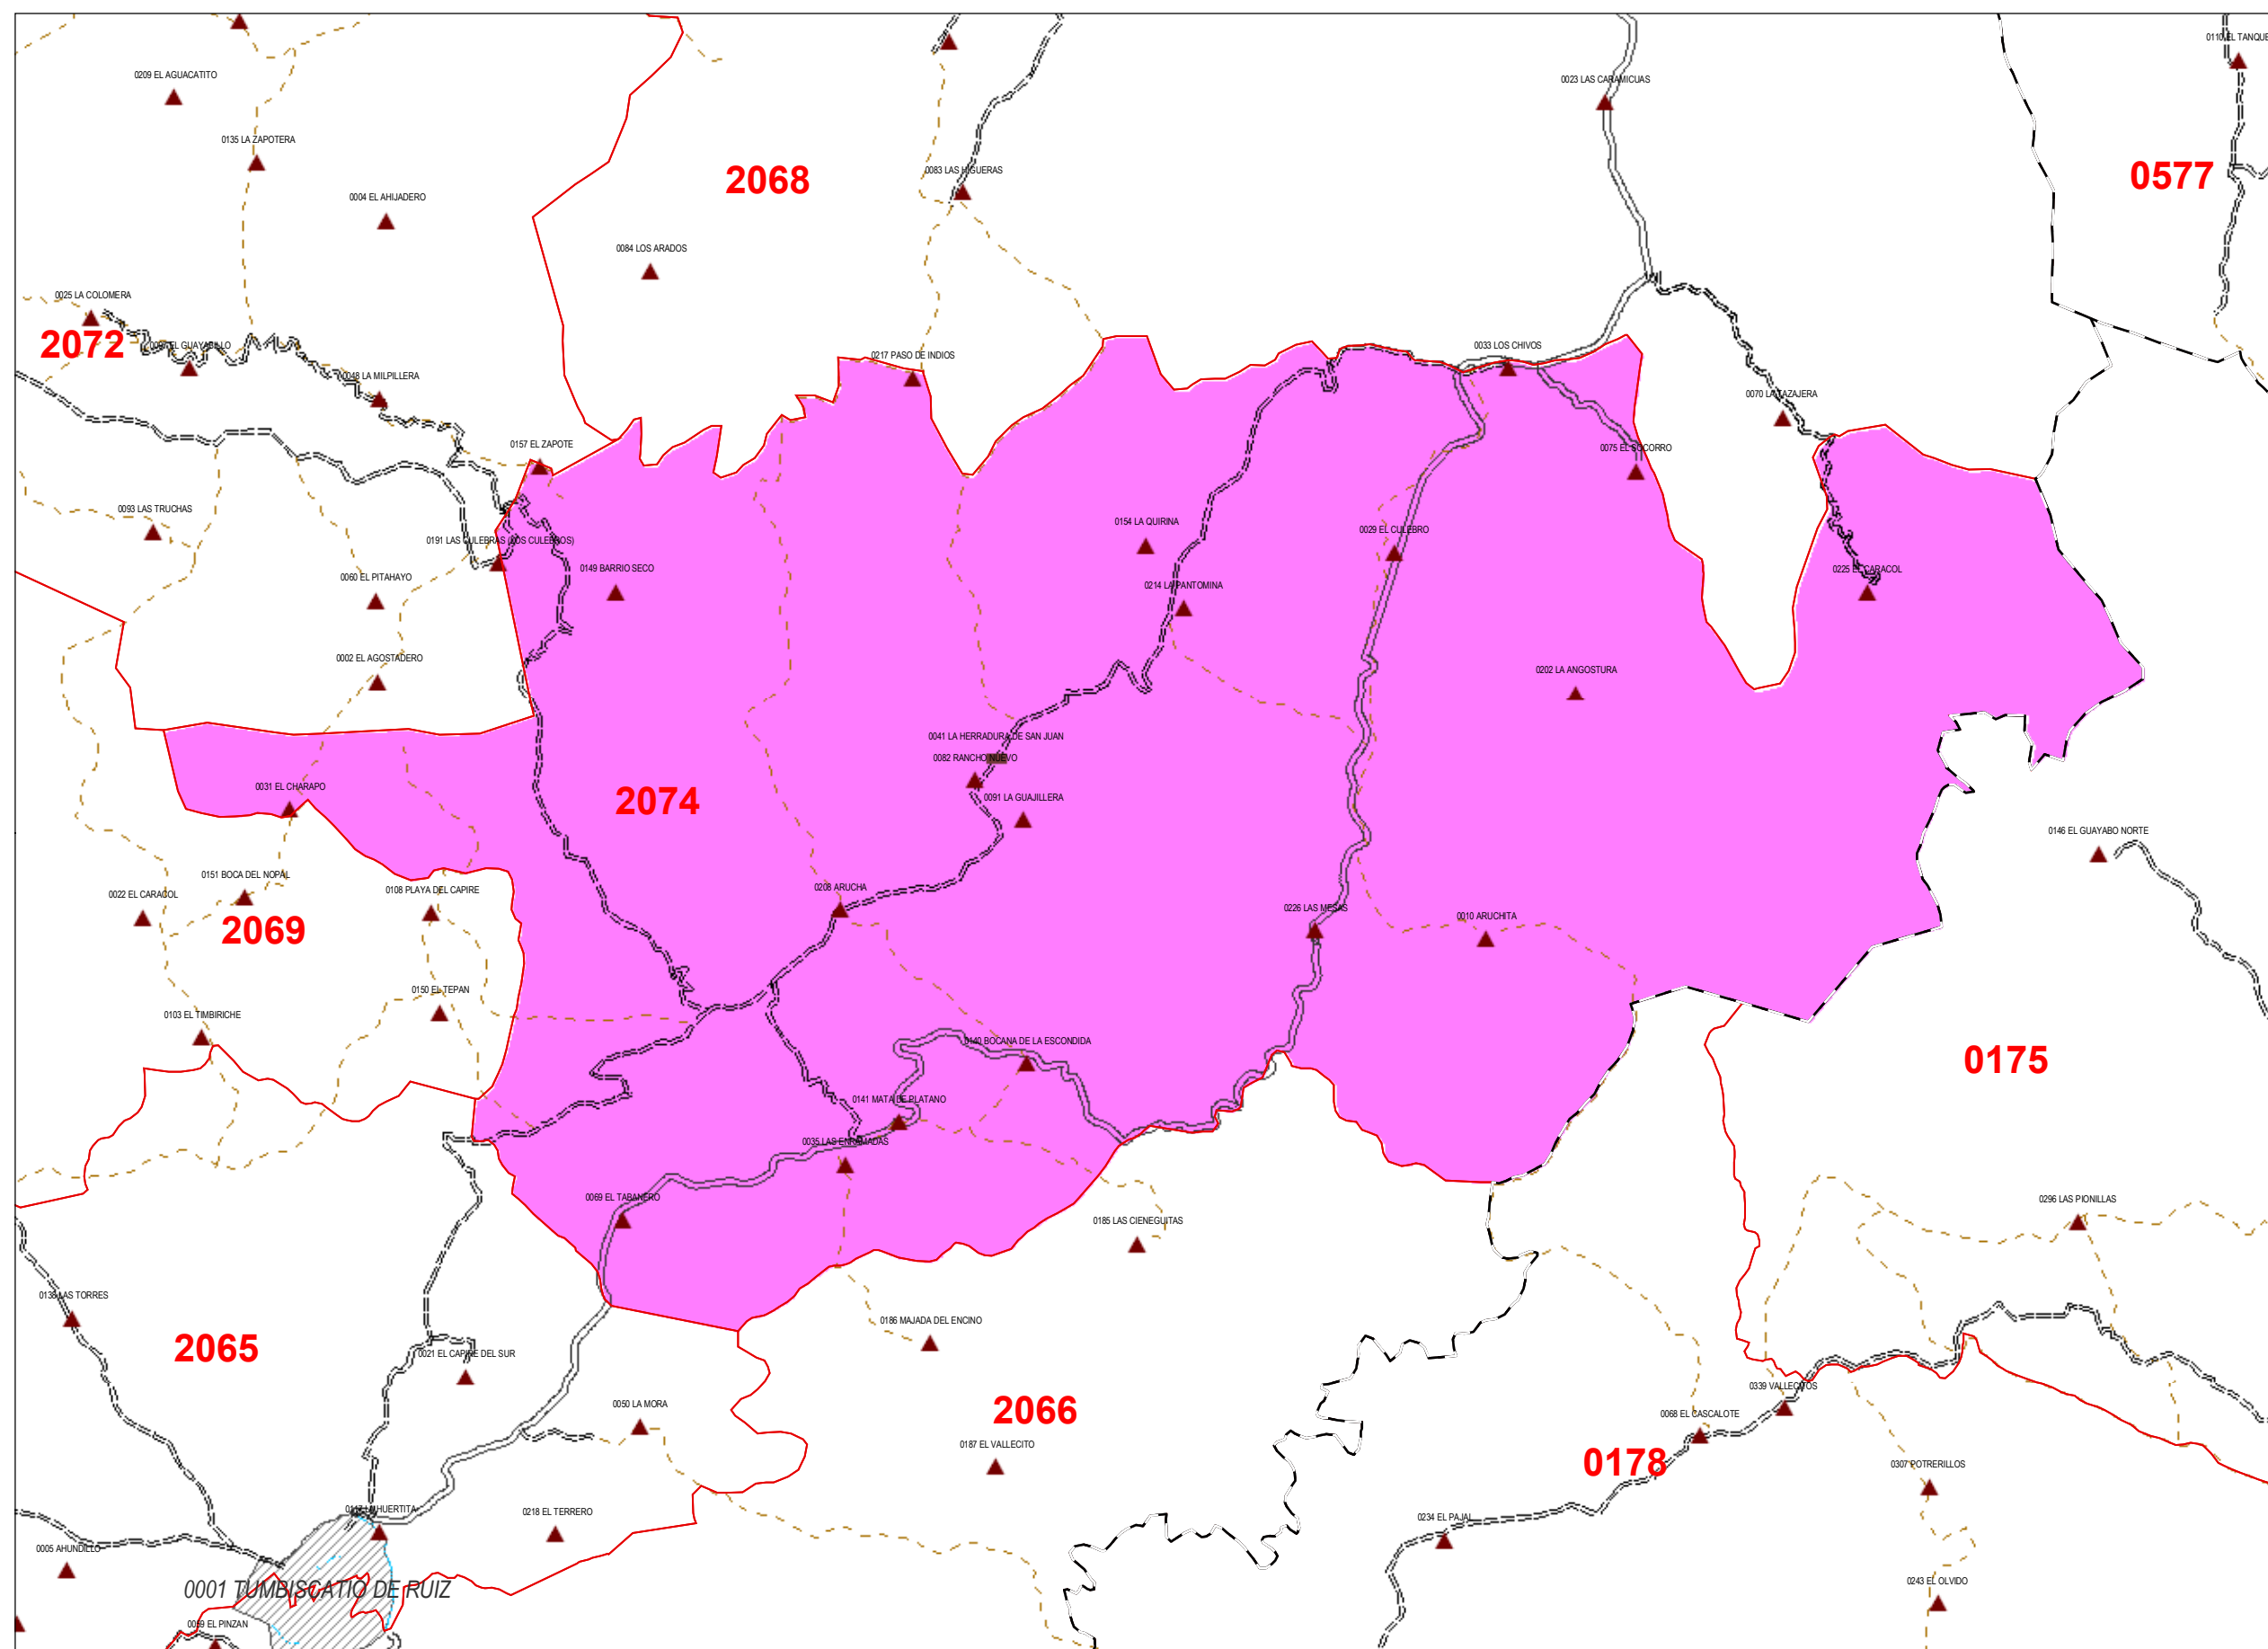 0110 EL TANQUE
0209 EL AGUACATITO
0023 LAS CARAMICUAS
0135 LA ZAPOTERA
2068
0083 LAS HIGUERAS
0577
0004 EL AHIJADERO
0084 LOS ARADOS
0025 LA COLOMERA
2072
EL GUAYABILLO
0033 LOS CHIVOS
0217 PASO DE INDIOS
0048 LA MILPILLERA
0070 LA TAZAJERA
0157 EL ZAPOTE
0075 EL SOCORRO
0093 LAS TRUCHAS
0154 LA QUIRINA
0029 EL CULEBRO
0191 LAS CULEBRAS (LOS CULEBROS)
0149 BARRIO SECO
0225 EL CARACOL
0060 EL PITAHAYO
0214 LA PANTOMINA
0002 EL AGOSTADERO
0202 LA ANGOSTURA
0041 LA HERRADURA DE SAN JUAN
0082 RANCHO NUEVO
0031 EL CHARAPO
2074
0091 LA GUAJILLERA
0146 EL GUAYABO NORTE
0151 BOCA DEL NOPAL
0108 PLAYA DEL CAPIRE
0208 ARUCHA
0022 EL CARACOL
2069
0226 LAS MESAS
0010 ARUCHITA
0150 EL TEPAN
0103 EL TIMBIRICHE
0140 BOCANA DE LA ESCONDIDA
0175
0141 MATA DE PLATANO
0035 LAS ENRAMADAS
0069 EL TABANERO
0185 LAS CIENEGUITAS
0296 LAS PIONILLAS
0138 LAS TORRES
0186 MAJADA DEL ENCINO
2065
0021 EL CAPIRE DEL SUR
0339 VALLECITOS
0050 LA MORA
2066
0068 EL CASCALOTE
0187 EL VALLECITO
0178
0307 POTRERILLOS
0117 LA HUERTITA
0218 EL TERRERO
0234 EL PAJAL
0005 AHUNDILLO
0001 TUMBISCATIO DE RUIZ
0243 EL OLVIDO
0059 EL PINZAN